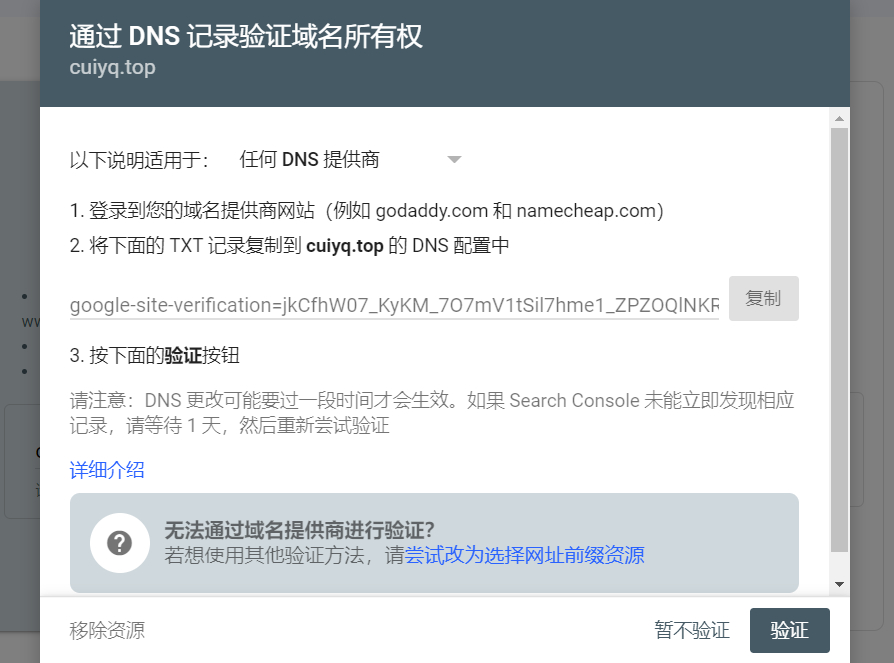 通过 DNS 记录验证域名所有权
cuiyq.top
以下说明适用于： 任何 DNS 提供商
1. 登录到您的域名提供商网站（例如 godaddy.com 和 namecheap.com）
2. 将下面的 TXT 记录复制到 cuiyq.top 的 DNS 配置中
google-site-verification=jkCfhW07_KyKM_7O7mV1tSil7hme1_ZPZOQlNKR
复制
3. 按下面的验证按钮
请注意：DNS 更改可能要过一段时间才会生效。如果 Search Console 未能立即发现相应
记录，请等待 1 天，然后重新尝试验证
详细介绍
无法通过域名提供商进行验证？
若想使用其他验证方法，请尝试改为选择网址前缀资源
移除资源 暂不验证 验证